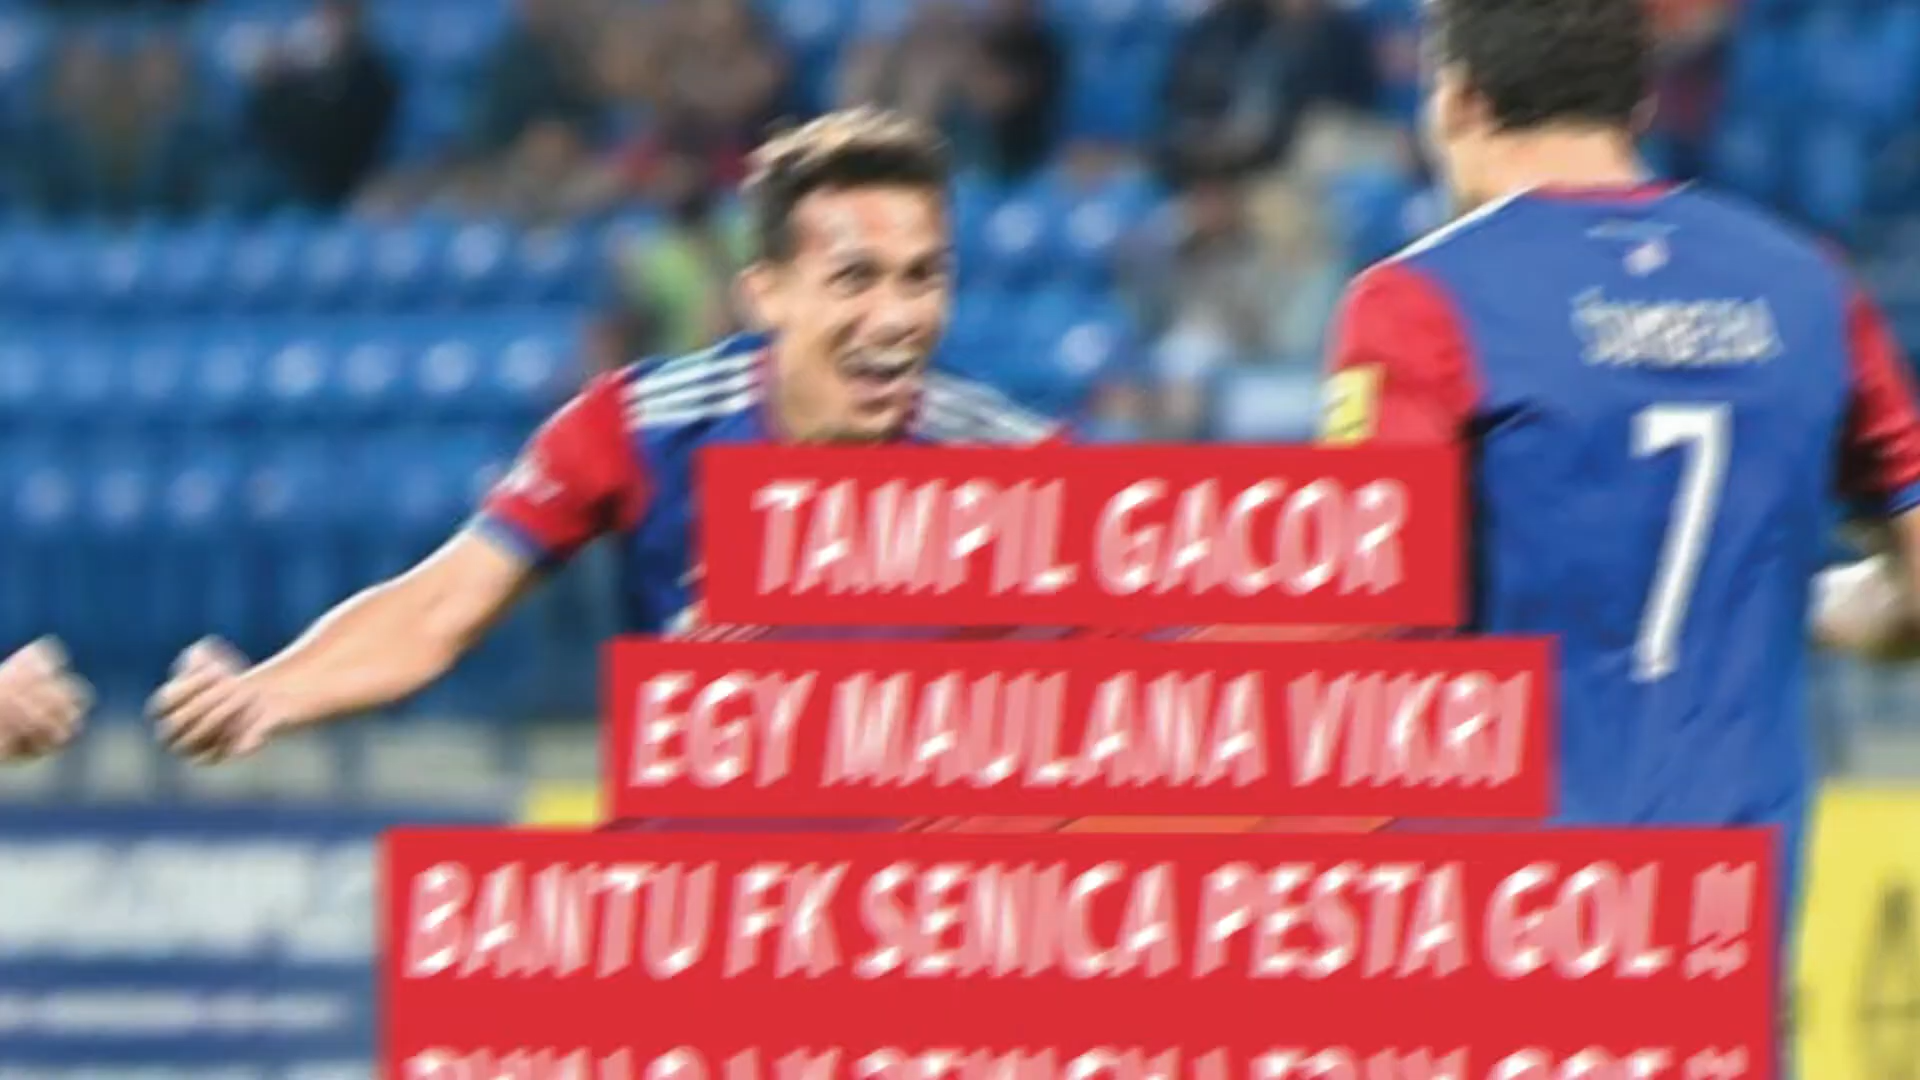 7
TAMPIL GACOR
EGY MAULANA VIKRI
BANTU FK SENICA PESTA GOL !!